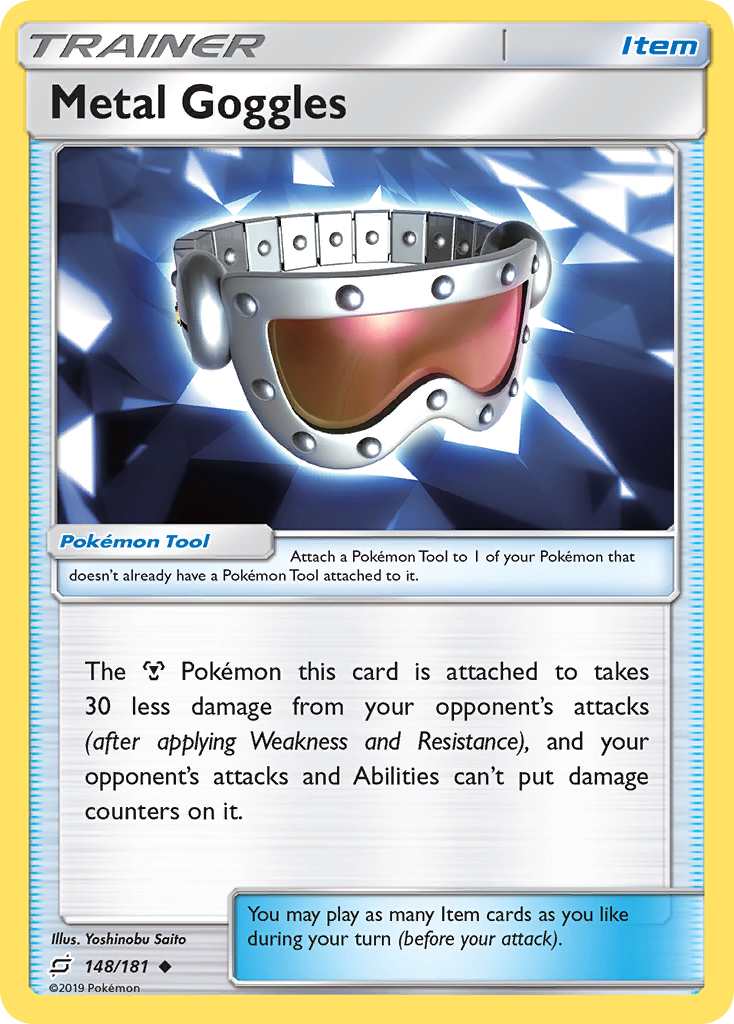 TRAINER
Item
Metal Goggles
Pokémon Tool
Attach a Pokémon Tool to 1 of your Pokémon that
doesn't already have a Pokémon Tool attached to it.
The Pokémon this card is attached to takes
30 less damage from your opponent's attacks
(after applying Weakness and Resistance), and your
opponent's attacks and Abilities can't put damage
counters on it.
You may play as many Item cards as you like
during your turn (before your attack).
Illus. Yoshinobu Saito
148/181 ◆
©2019 Pokémon